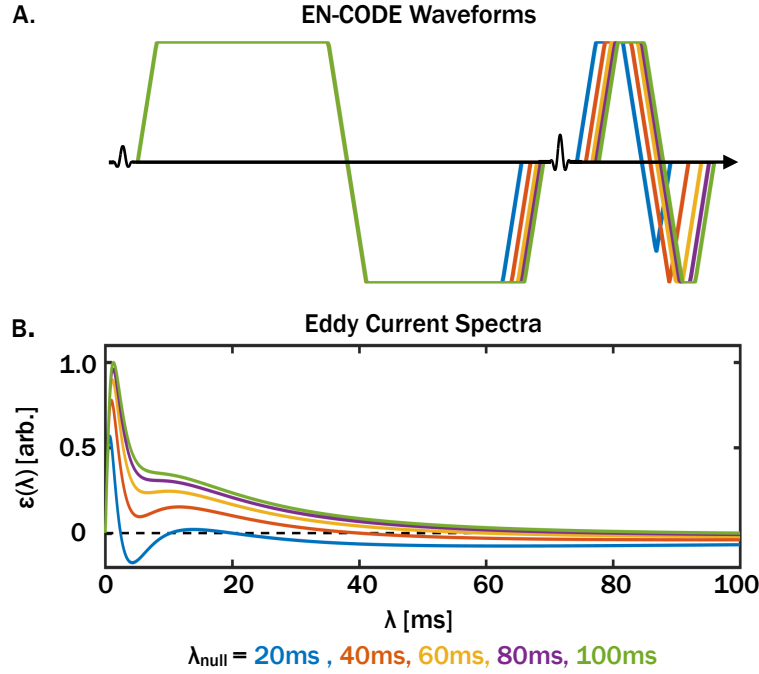 A. EN-CODE Waveforms
B. Eddy Current Spectra
ε(λ) [arb.]
1.0
0.5
0
0 20 40 60 80 100
λ [ms]
λnull = 20ms , 40ms, 60ms, 80ms, 100ms